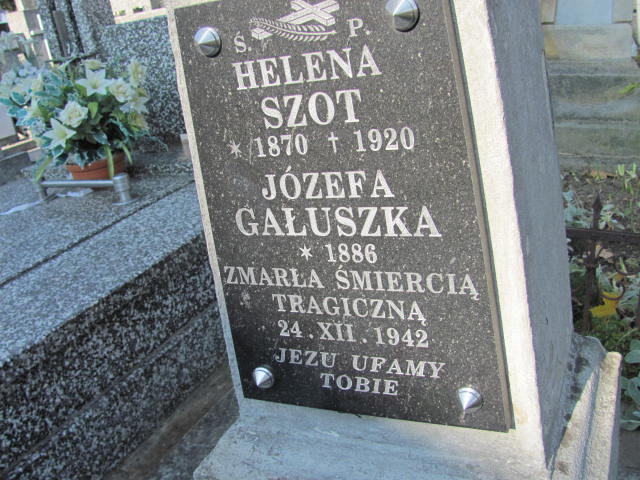 Ś. P.
HELENA
SZOT
* 1870 † 1920
JÓZEFA
GAŁUSZKA
* 1886
ZMARŁA ŚMIERCIĄ
TRAGICZNĄ
24.XII.1942
JEZU UFAMY
TOBIE